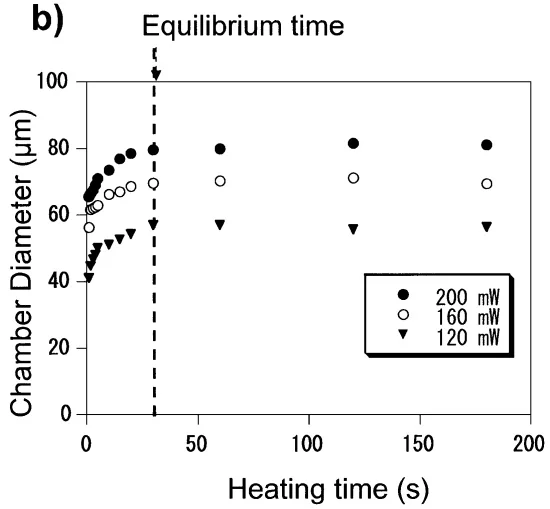 b)
Equilibrium time
Chamber Diameter (μm)
100
80
60
40
20
0
200 mW
160 mW
120 mW
0 50 100 150 200
Heating time (s)